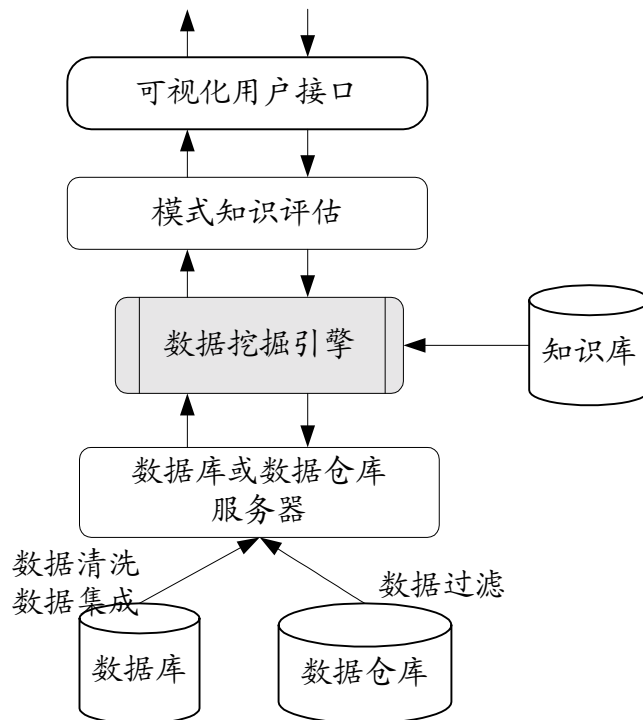 可视化用户接口
模式知识评估
数据挖掘引擎
知识库
数据库或数据仓库
服务器
数据清洗
数据集成
数据过滤
数据库
数据仓库